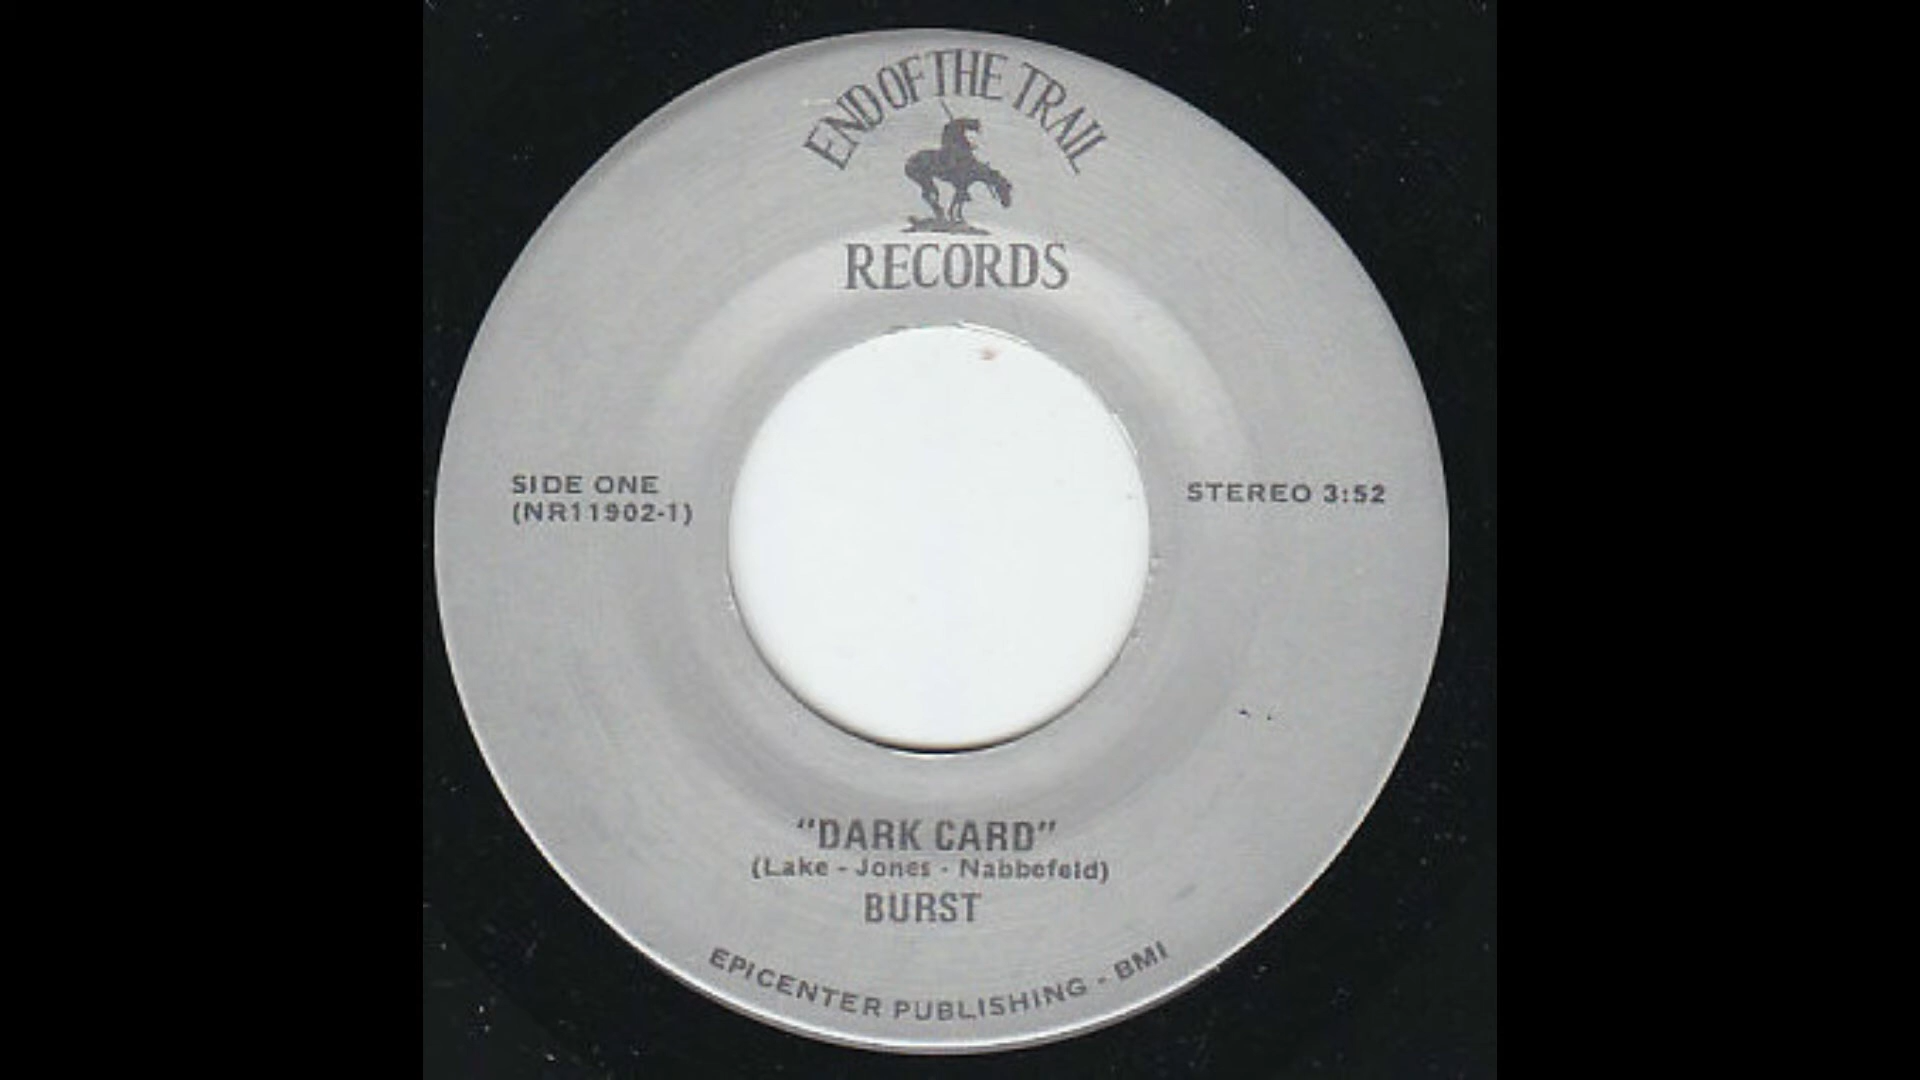 END OF THE TRAIL
RECORDS
SIDE ONE
(NR11902-1)
STEREO 3:52
"DARK CARD"
(Lake - Jones - Nabbefeld)
BURST
EPICENTER PUBLISHING - BMI